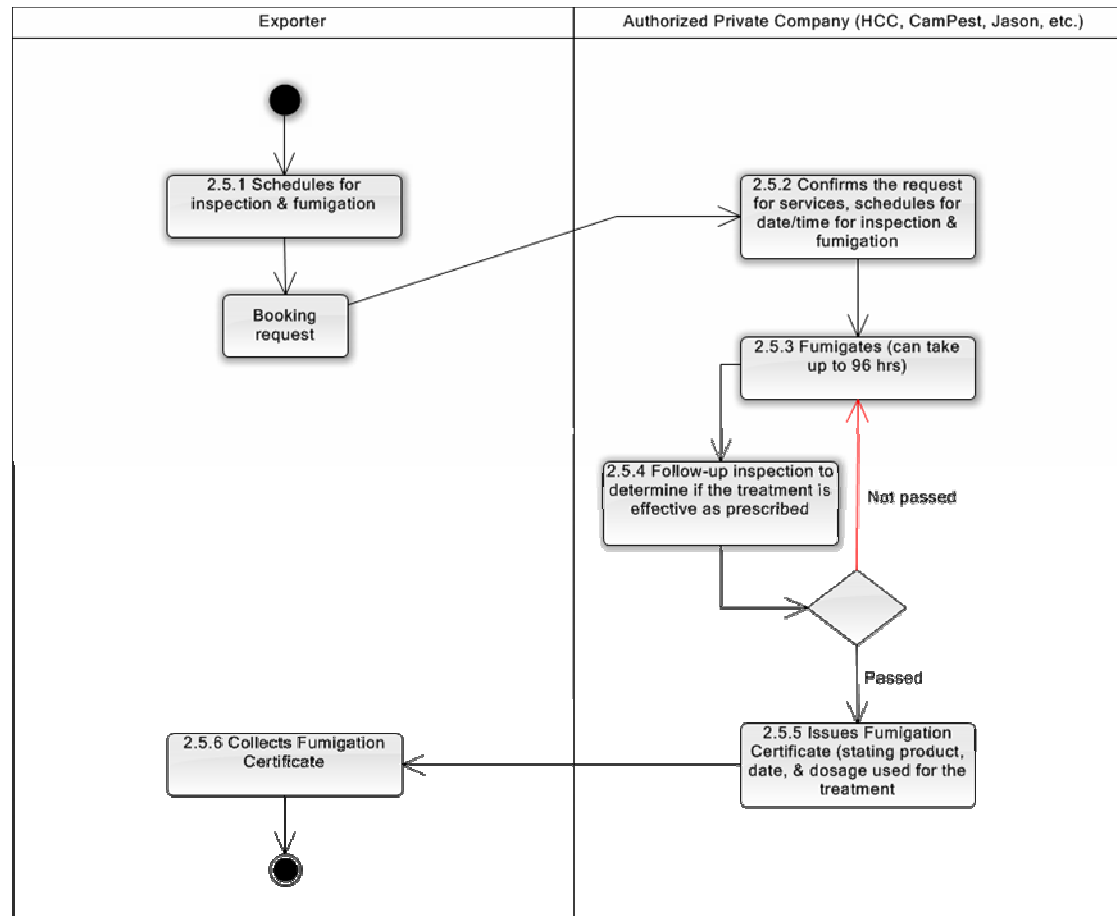 Exporter
Authorized Private Company (HCC, CamPest, Jason, etc.)
2.5.1 Schedules for
inspection & fumigation
2.5.2 Confirms the request
for services, schedules for
date/time for inspection &
fumigation
Booking
request
2.5.3 Fumigates (can take
up to 96 hrs)
2.5.4 Follow-up inspection to
determine if the treatment is
effective as prescribed
Not passed
Passed
2.5.5 Issues Fumigation
Certificate (stating product,
date, & dosage used for the
treatment
2.5.6 Collects Fumigation
Certificate